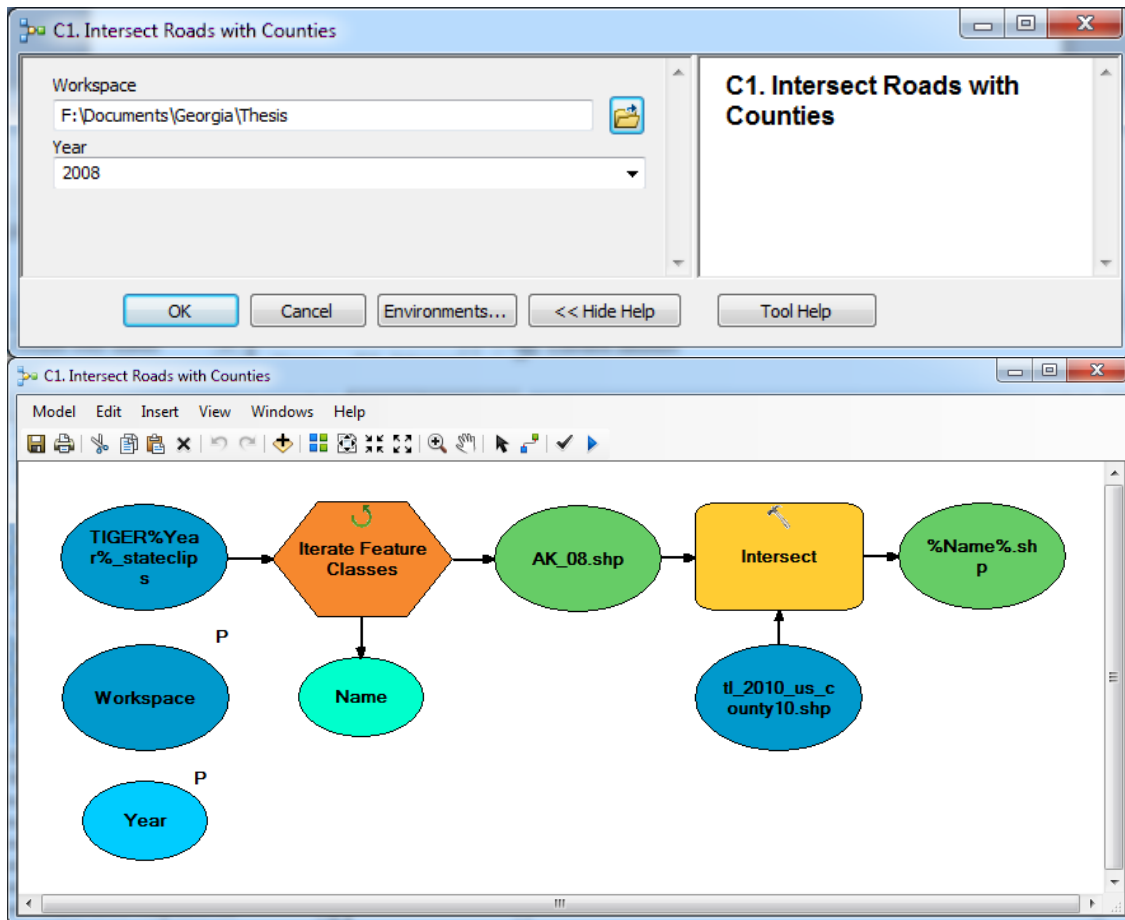 C1. Intersect Roads with Counties
Workspace
F:\Documents\Georgia\Thesis
Year
2008
C1. Intersect Roads with
Counties
OK
Cancel
Environments...
<< Hide Help
Tool Help
C1. Intersect Roads with Counties
Model Edit Insert View Windows Help
TIGER%Yea
r%_stateclip
s
Iterate Feature
Classes
AK_08.shp
Intersect
%Name%.sh
p
P
Workspace
Name
tl_2010_us_c
ounty10.shp
P
Year